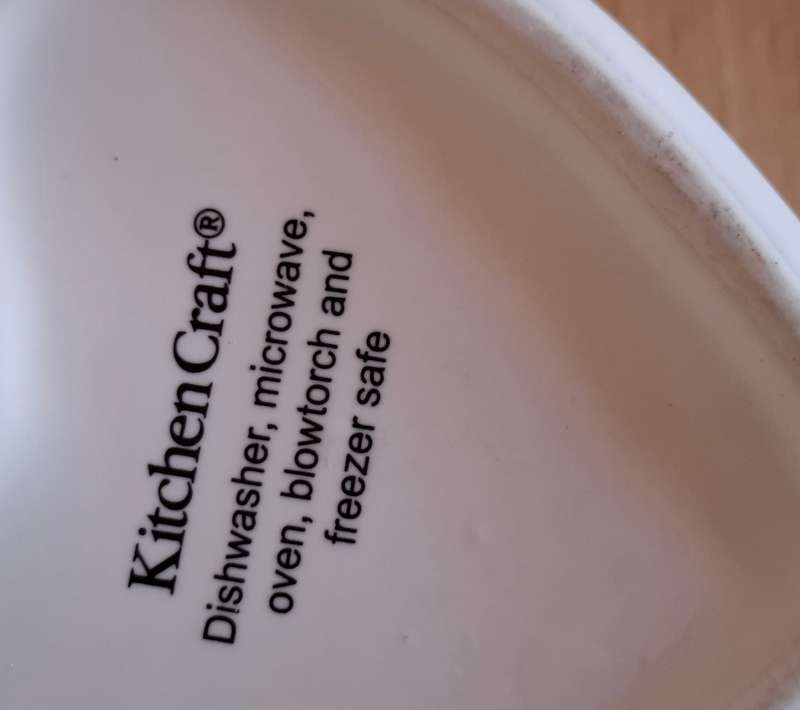 KitchenCraft®
Dishwasher, microwave,
oven, blowtorch and
freezer safe